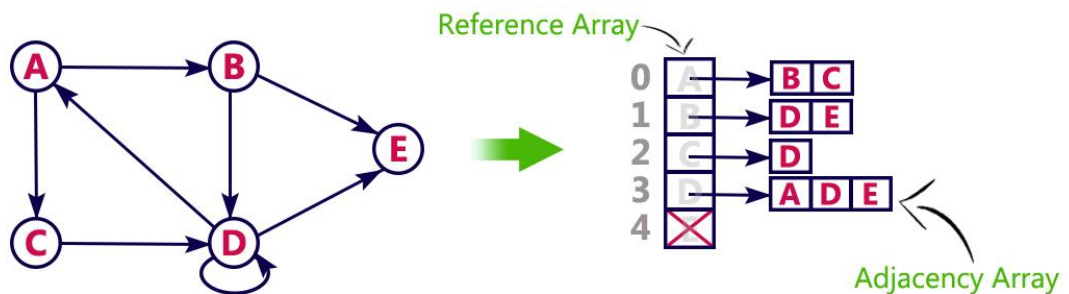 Reference Array
A B
E
C D
0 A B C
1 B D E
2 C D
3 D A D E
4 E
Adjacency Array